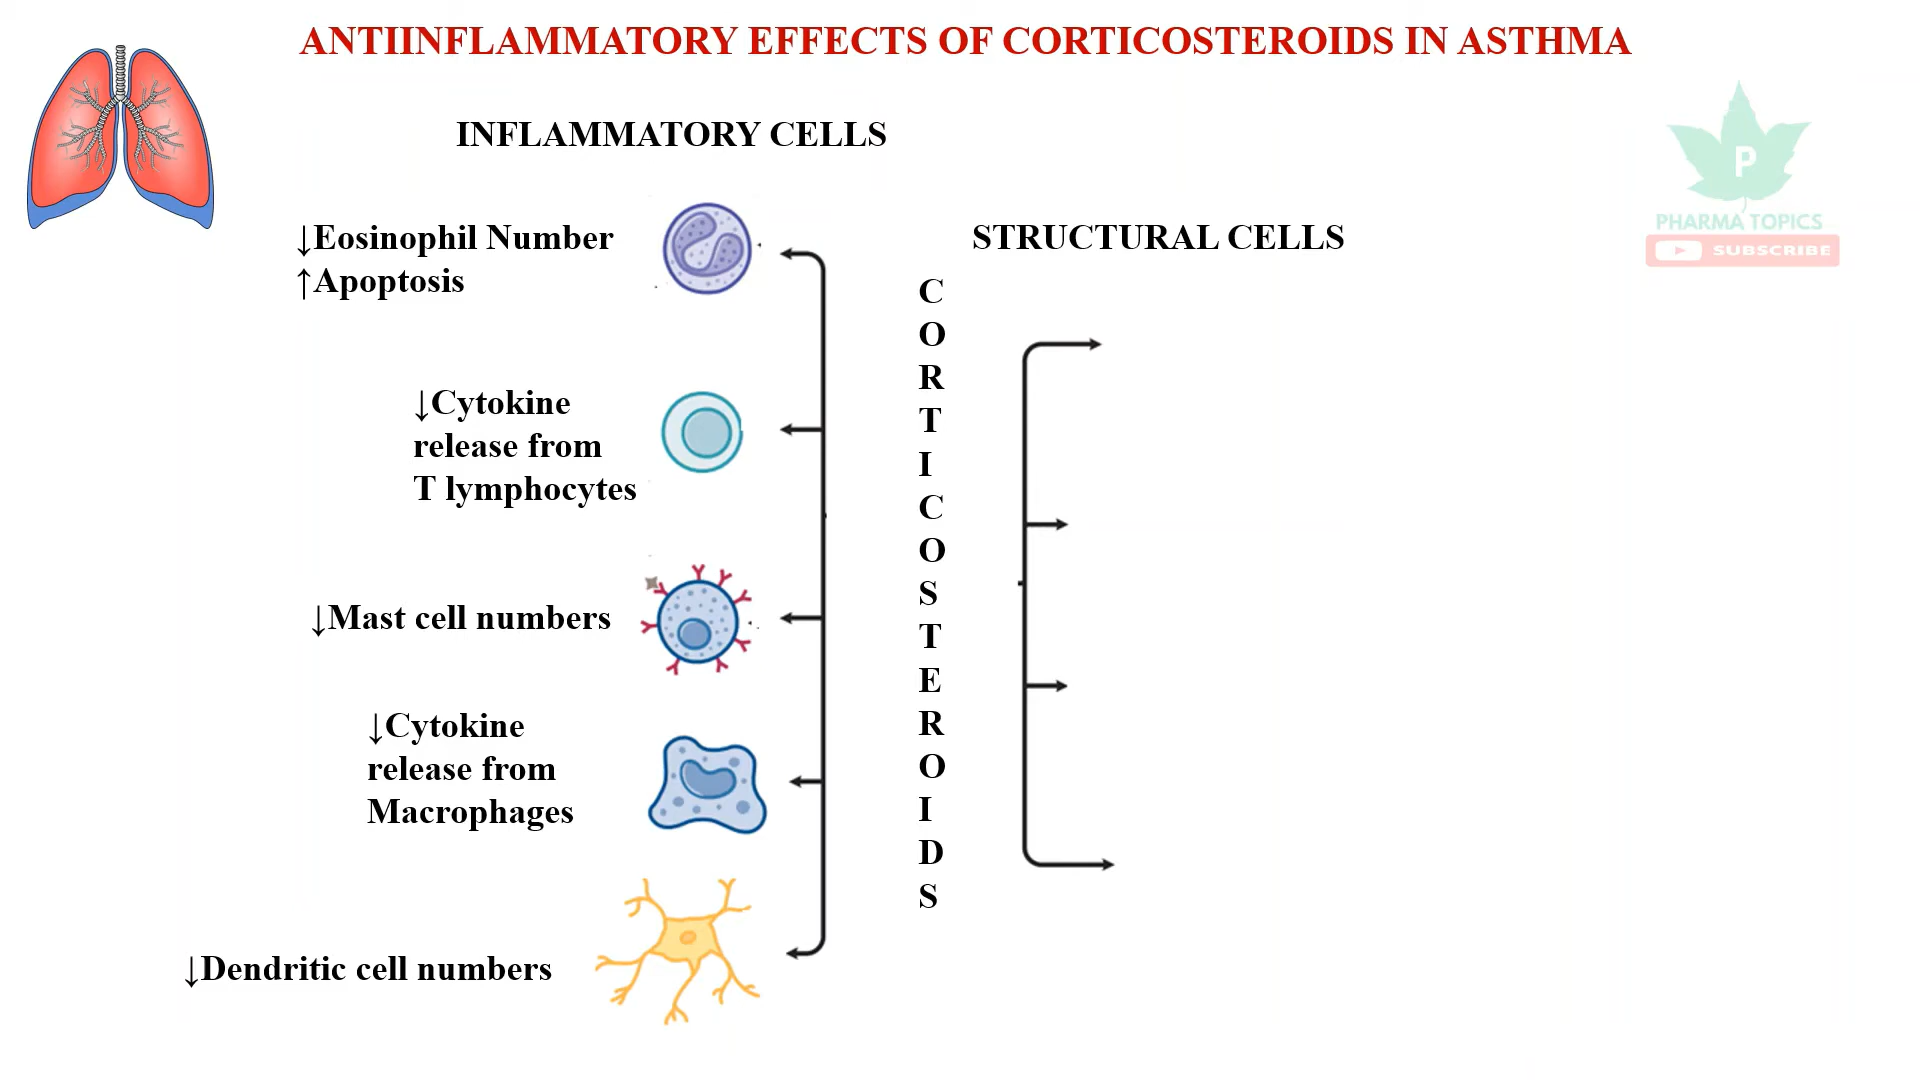 ANTIINFLAMMATORY EFFECTS OF CORTICOSTEROIDS IN ASTHMA
INFLAMMATORY CELLS
↓Eosinophil Number
↑Apoptosis
↓Cytokine
release from
T lymphocytes
↓Mast cell numbers
↓Cytokine
release from
Macrophages
↓Dendritic cell numbers
C
O
R
T
I
C
O
S
T
E
R
O
I
D
S
STRUCTURAL CELLS
P
PHARMA TOPICS
SUBSCRIBE